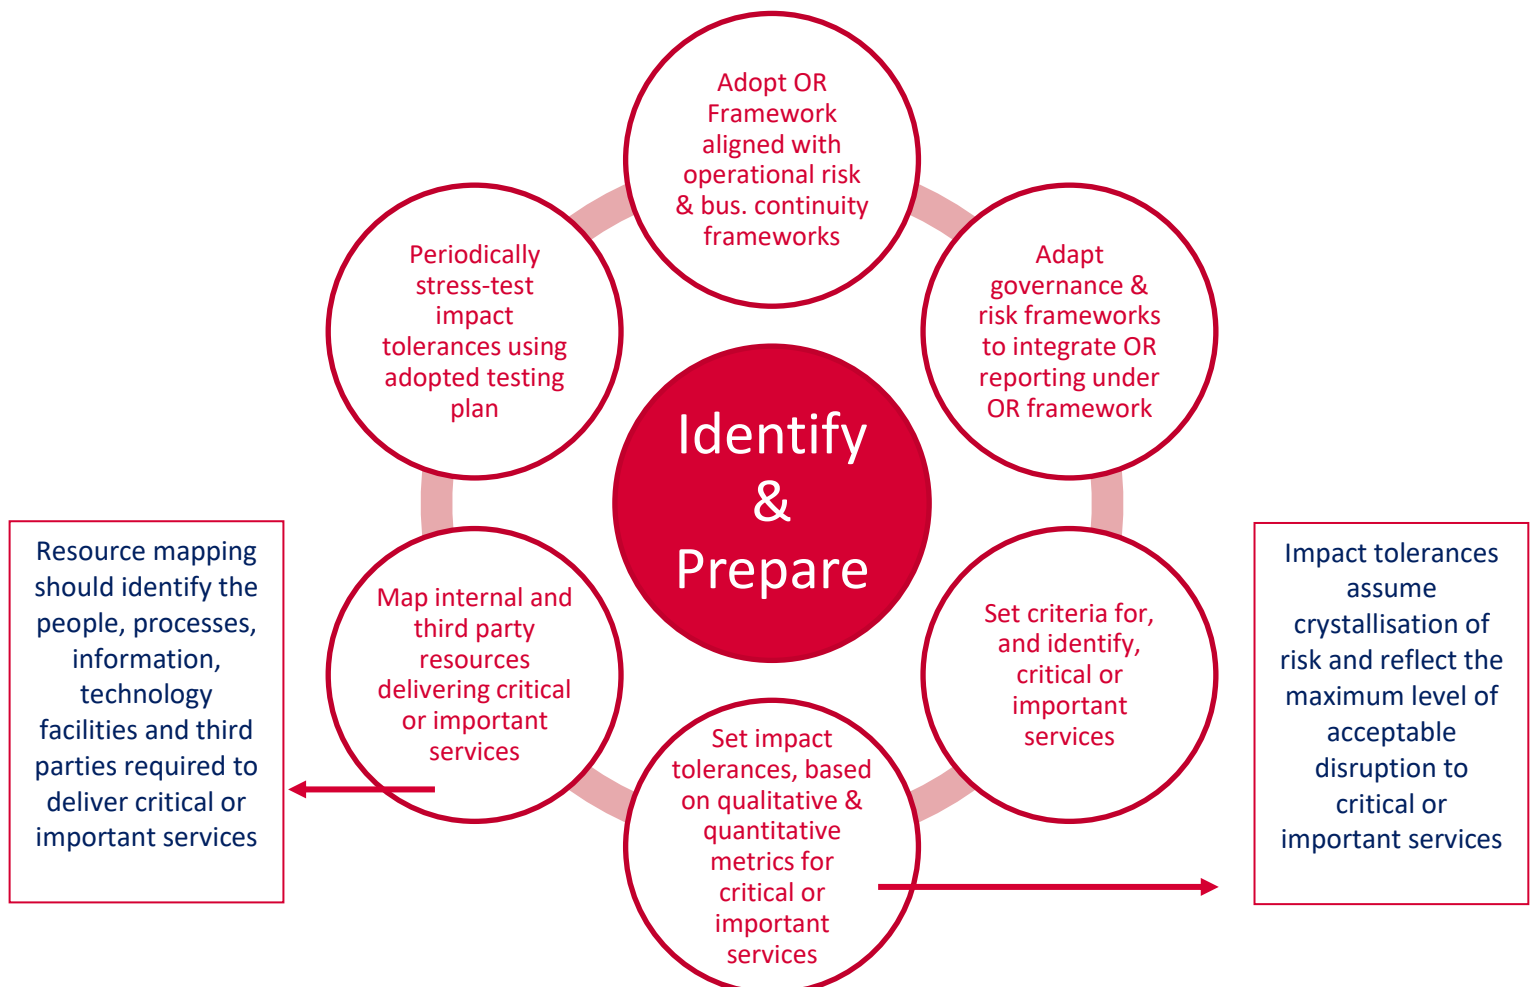 Adopt OR
Framework
aligned with
operational risk
& bus. continuity
frameworks
Adapt
governance &
risk frameworks
to integrate OR
reporting under
OR framework
Set criteria for,
and identify,
critical or
important
services
Set impact
tolerances, based
on qualitative &
quantitative
metrics for
critical or
important
services
Map internal and
third party
resources
delivering critical
or important
services
Periodically
stress-test
impact
tolerances using
adopted testing
plan
Identify
&
Prepare
Resource mapping
should identify the
people, processes,
information,
technology
facilities and third
parties required to
deliver critical or
important services
Impact tolerances
assume
crystallisation of
risk and reflect the
maximum level of
acceptable
disruption to
critical or
important services